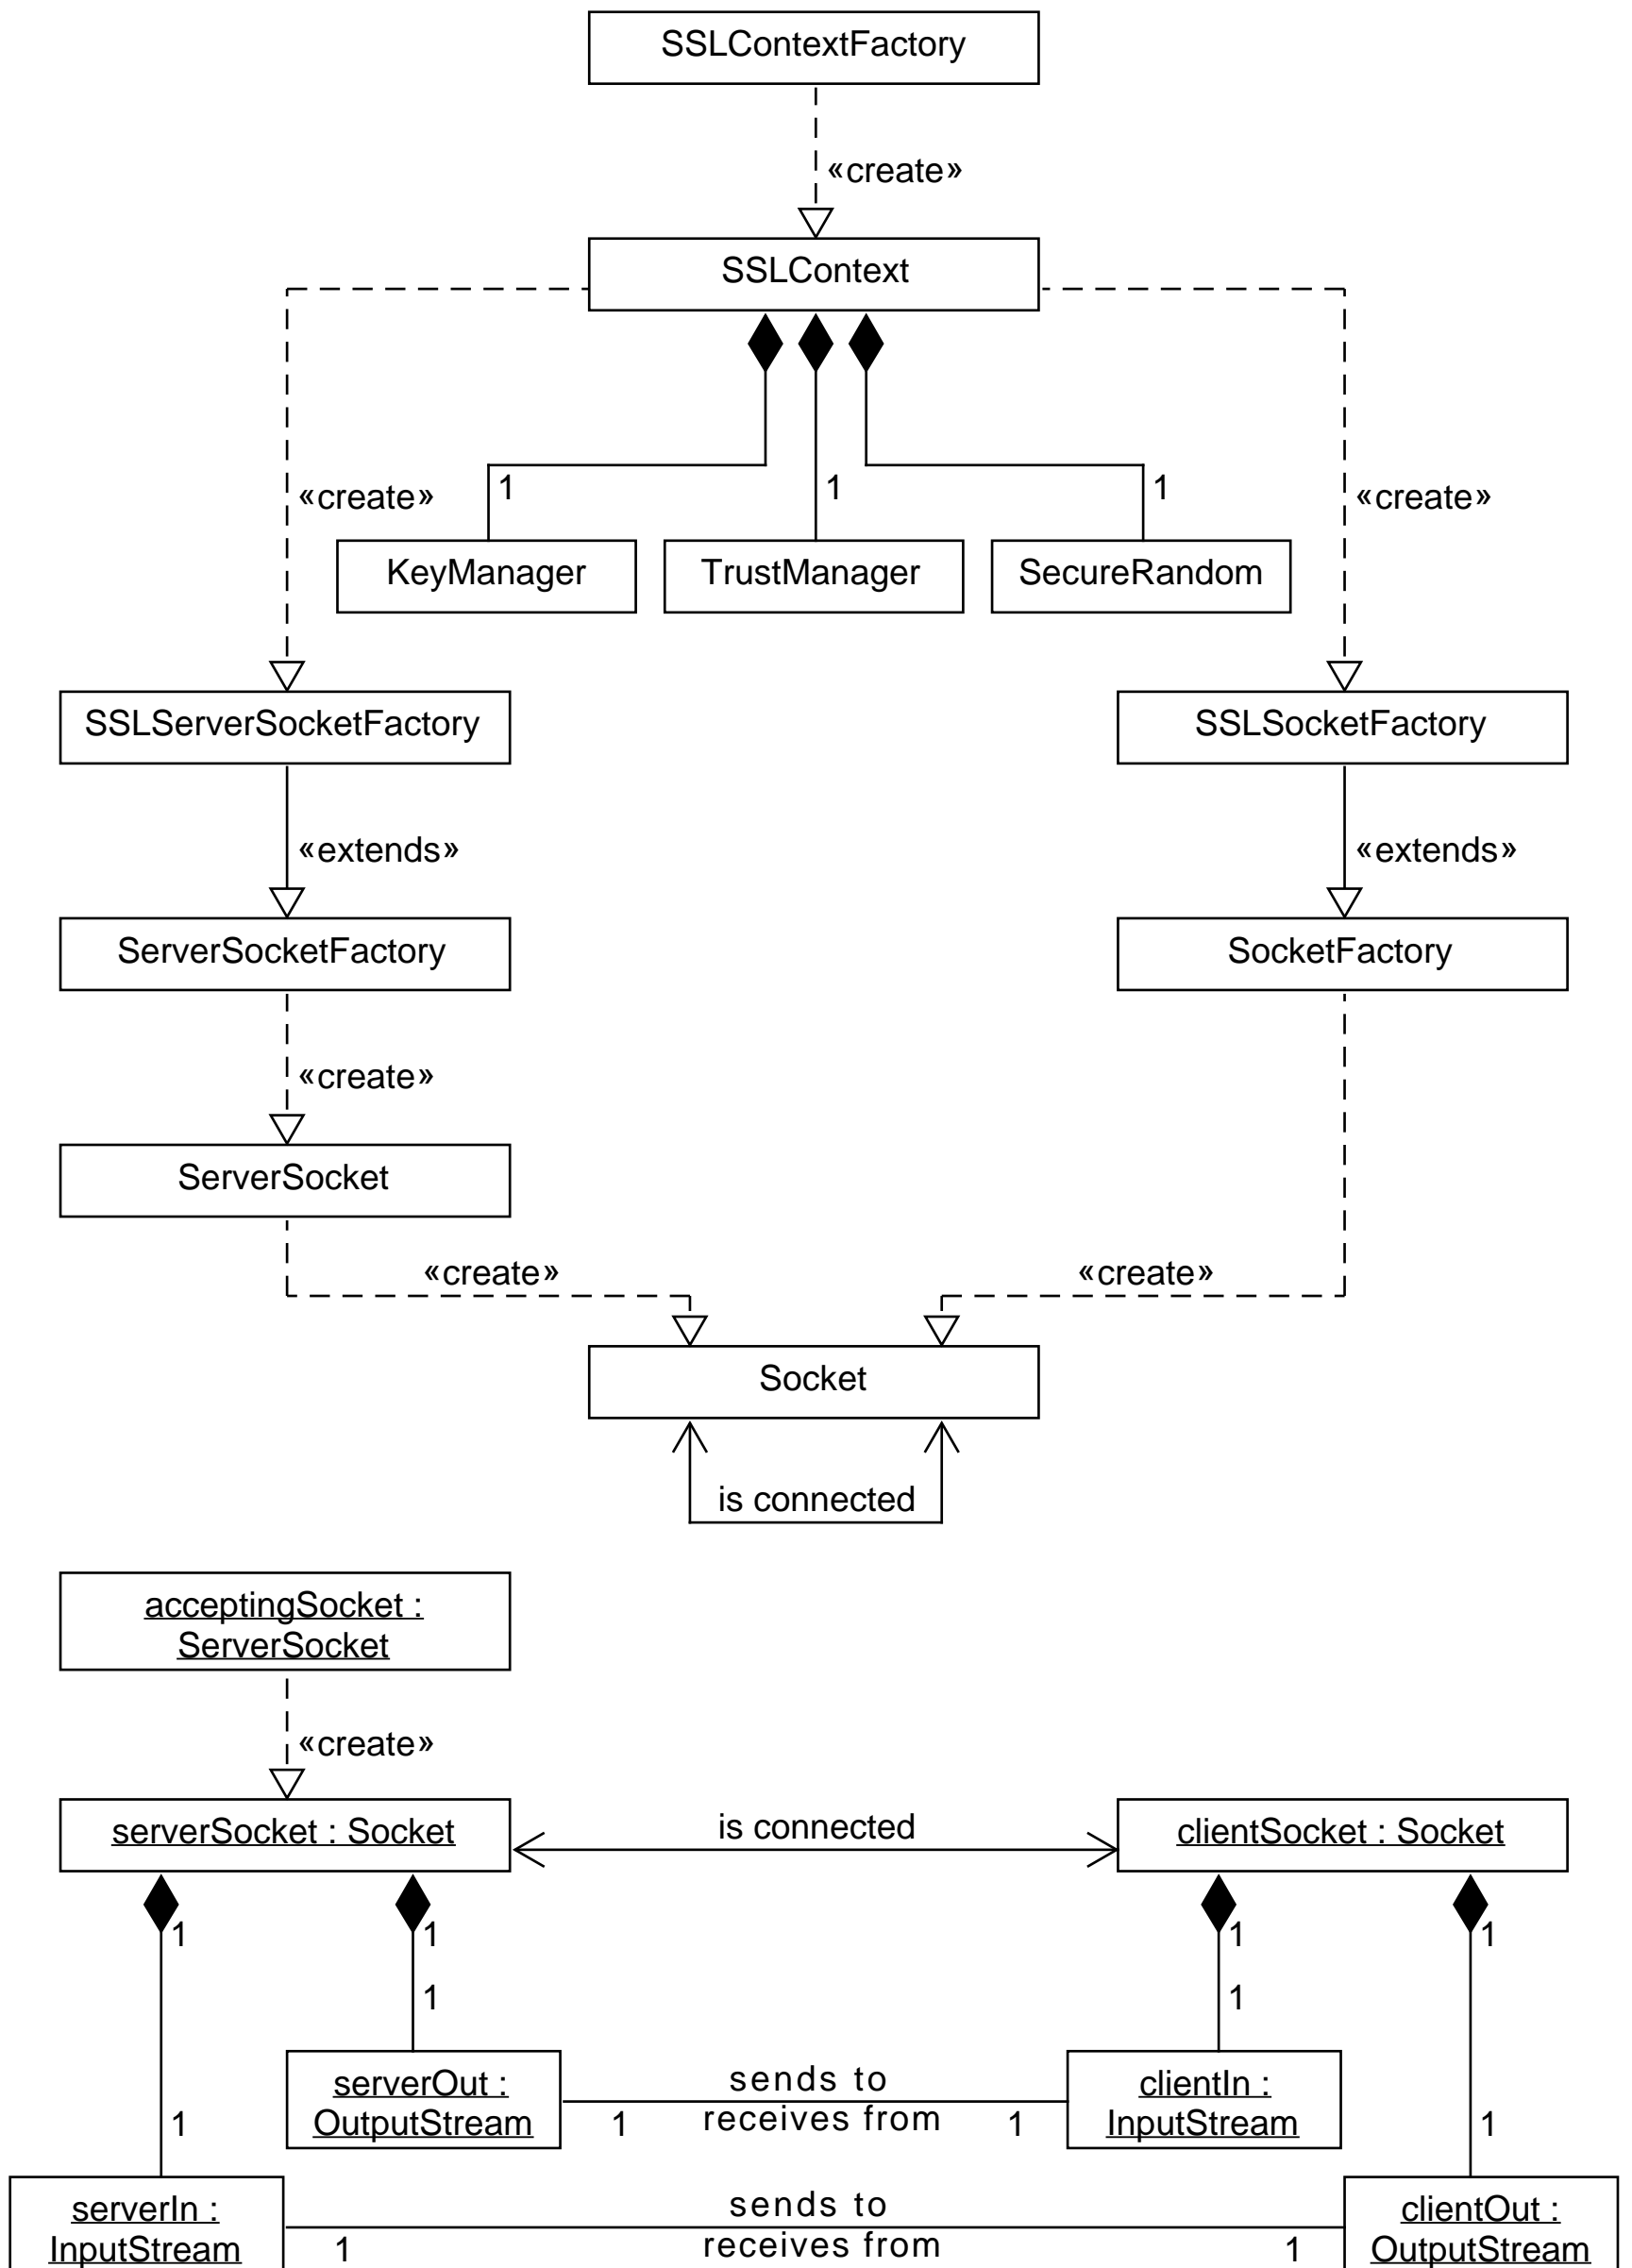 SSLContextFactory
«create»
SSLContext
«create»
1
1
1
«create»
KeyManager
TrustManager
SecureRandom
SSLServerSocketFactory
SSLSocketFactory
«extends»
«extends»
ServerSocketFactory
SocketFactory
«create»
ServerSocket
«create»
«create»
Socket
is connected
acceptingSocket :
ServerSocket
«create»
serverSocket : Socket
is connected
clientSocket : Socket
1
1
1
1
1
1
serverOut :
OutputStream
sends to
1
receives from
1
clientIn :
InputStream
1
1
serverIn :
InputStream
sends to
1
receives from
1
clientOut :
OutputStream